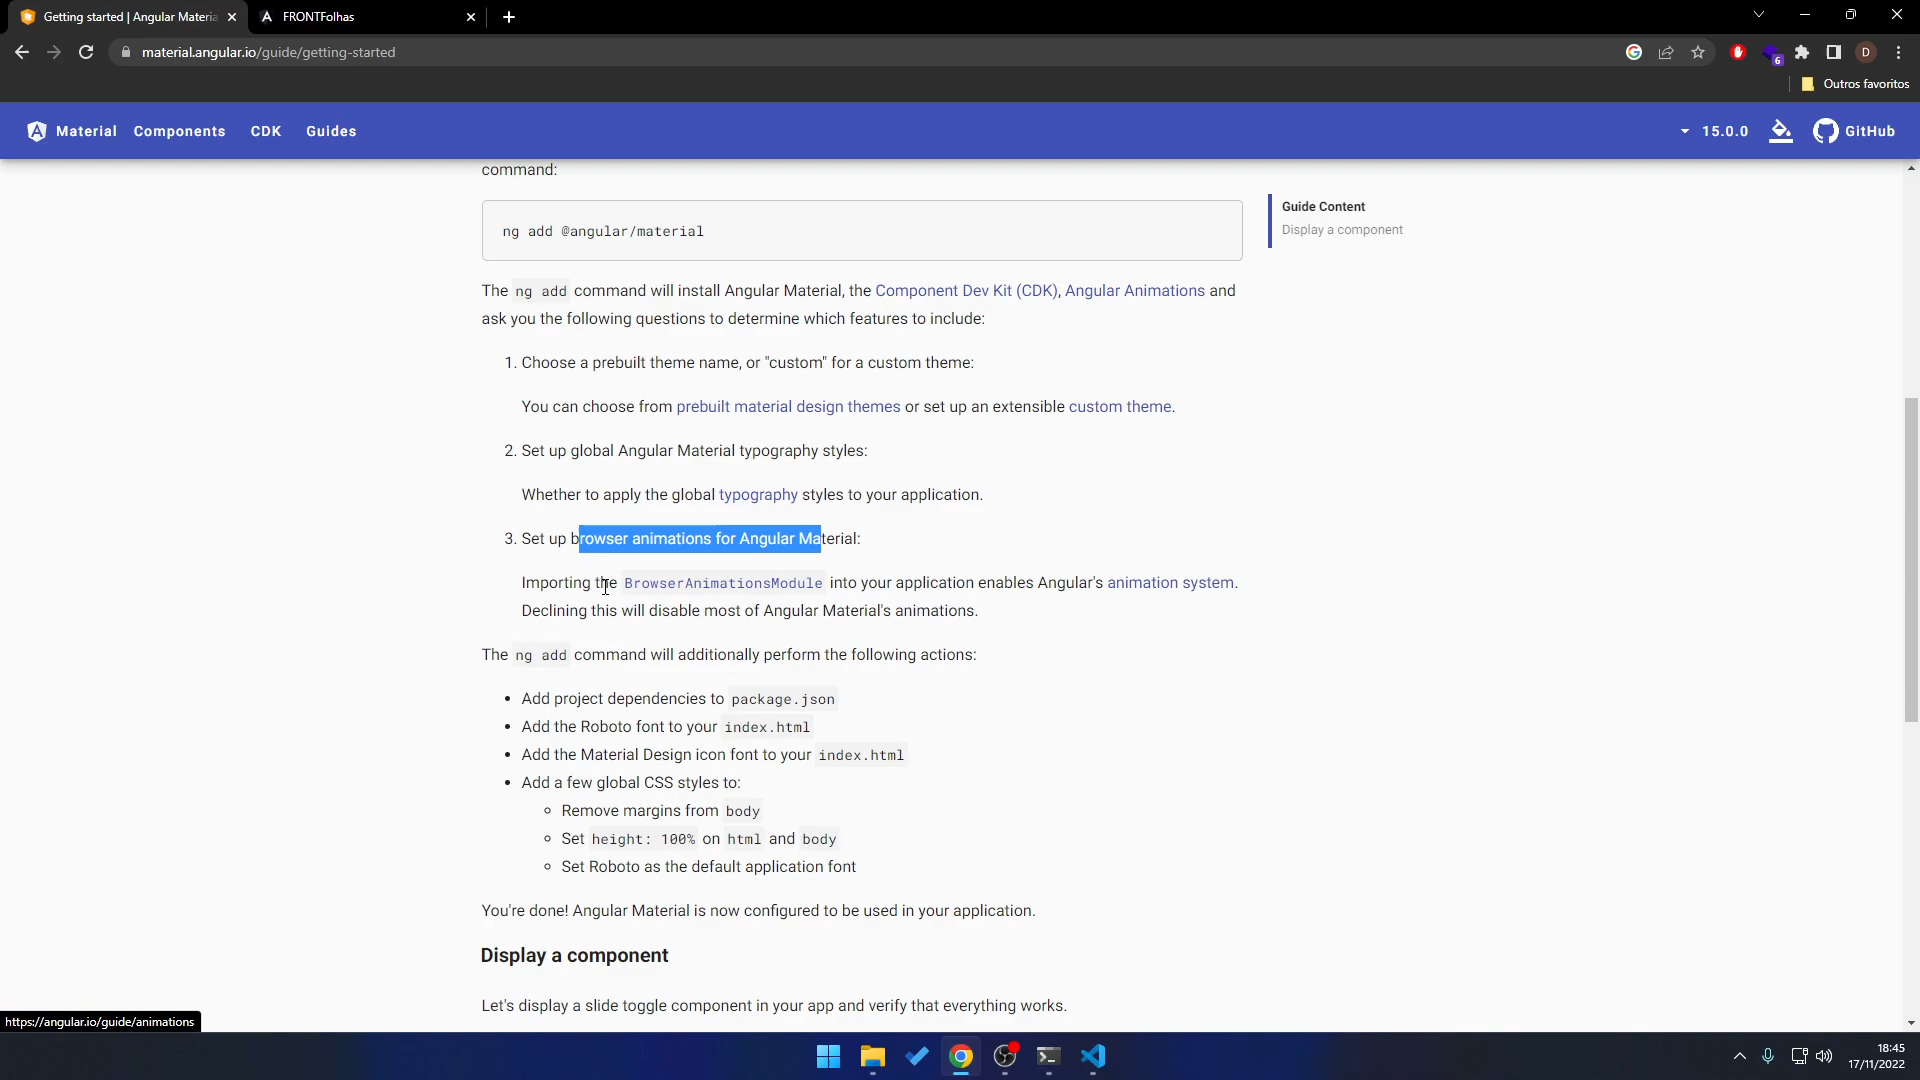 Getting started | Angular Materia
FRONTFolhas
material.angular.io/guide/getting-started
6
D
Outros favoritos
Material Components CDK Guides
15.0.0
GitHub
command:
ng add @angular/material
Guide Content
Display a component
The ng add command will install Angular Material, the Component Dev Kit (CDK), Angular Animations and
ask you the following questions to determine which features to include:
1. Choose a prebuilt theme name, or "custom" for a custom theme:
You can choose from prebuilt material design themes or set up an extensible custom theme.
2. Set up global Angular Material typography styles:
Whether to apply the global typography styles to your application.
3. Set up browser animations for Angular Material:
Importing the BrowserAnimationsModule into your application enables Angular's animation system.
Declining this will disable most of Angular Material's animations.
The ng add command will additionally perform the following actions:
• Add project dependencies to package.json
• Add the Roboto font to your index.html
• Add the Material Design icon font to your index.html
• Add a few global CSS styles to:
◦ Remove margins from body
◦ Set height: 100% on html and body
◦ Set Roboto as the default application font
You're done! Angular Material is now configured to be used in your application.
Display a component
Let's display a slide toggle component in your app and verify that everything works.
https://angular.io/guide/animations
18:45
17/11/2022